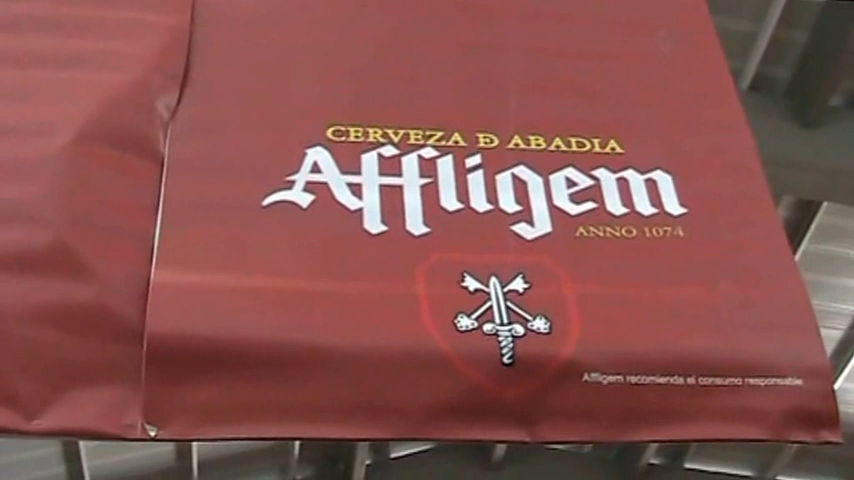 CERVEZA Đ ABADIA
Affligem
ANNO 1074
Affligem recomienda el consumo responsable